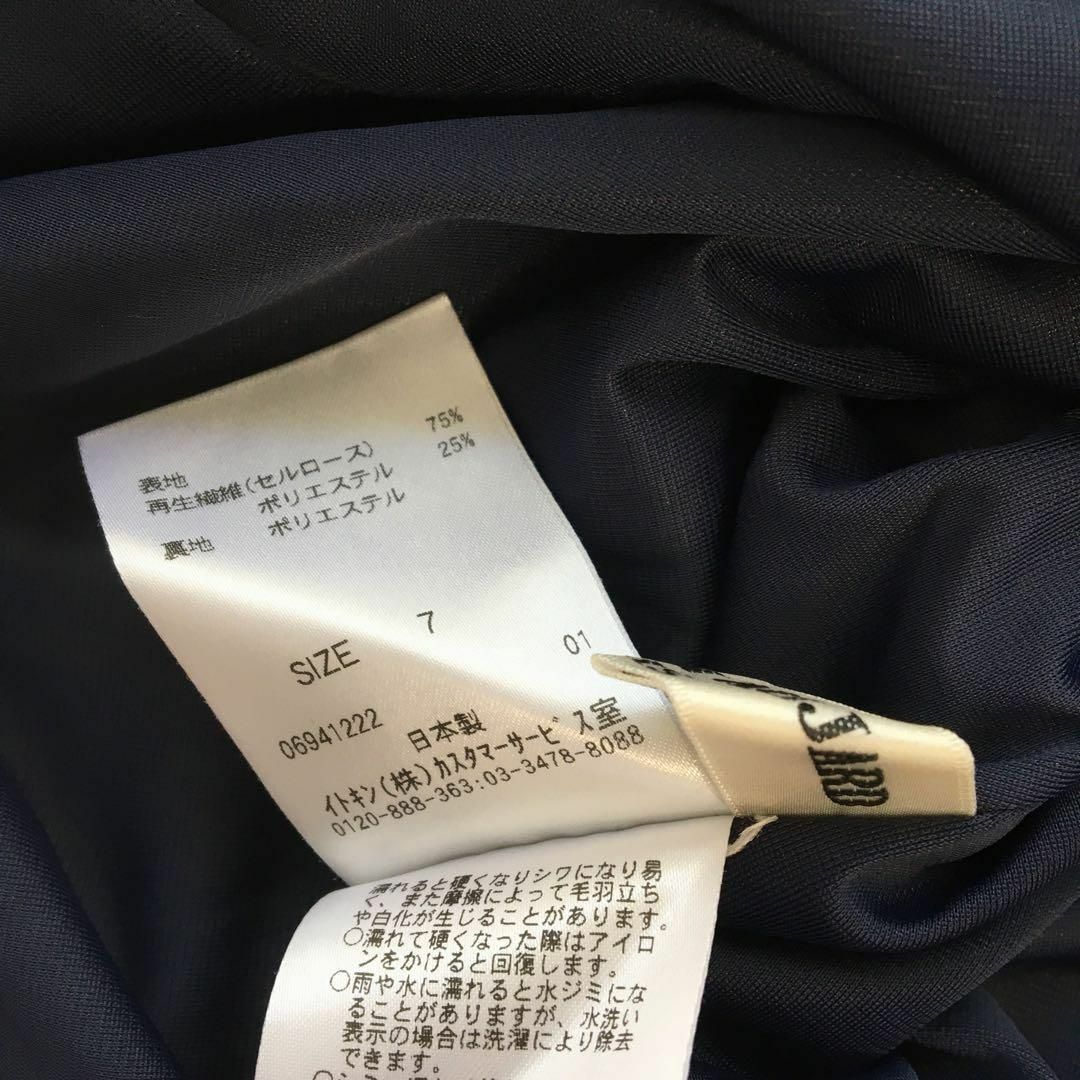 表地
再生繊維(セルロース) 75%
ポリエステル 25%
裏地 ポリエステル
SIZE 7 01
06941222 日本製
イトキン(株)カスタマーサービス室
0120-888-363:03-3478-8088
JARD
濡れると硬くなりシワになり易
く、また摩擦によって毛羽立ち
や白化が生じることがあります。
○濡れて硬くなった際はアイロ
ンをかけると回復します。
○雨や水に濡れると水ジミにな
ることがありますが、水洗い
表示の場合は洗濯により除去
できます。